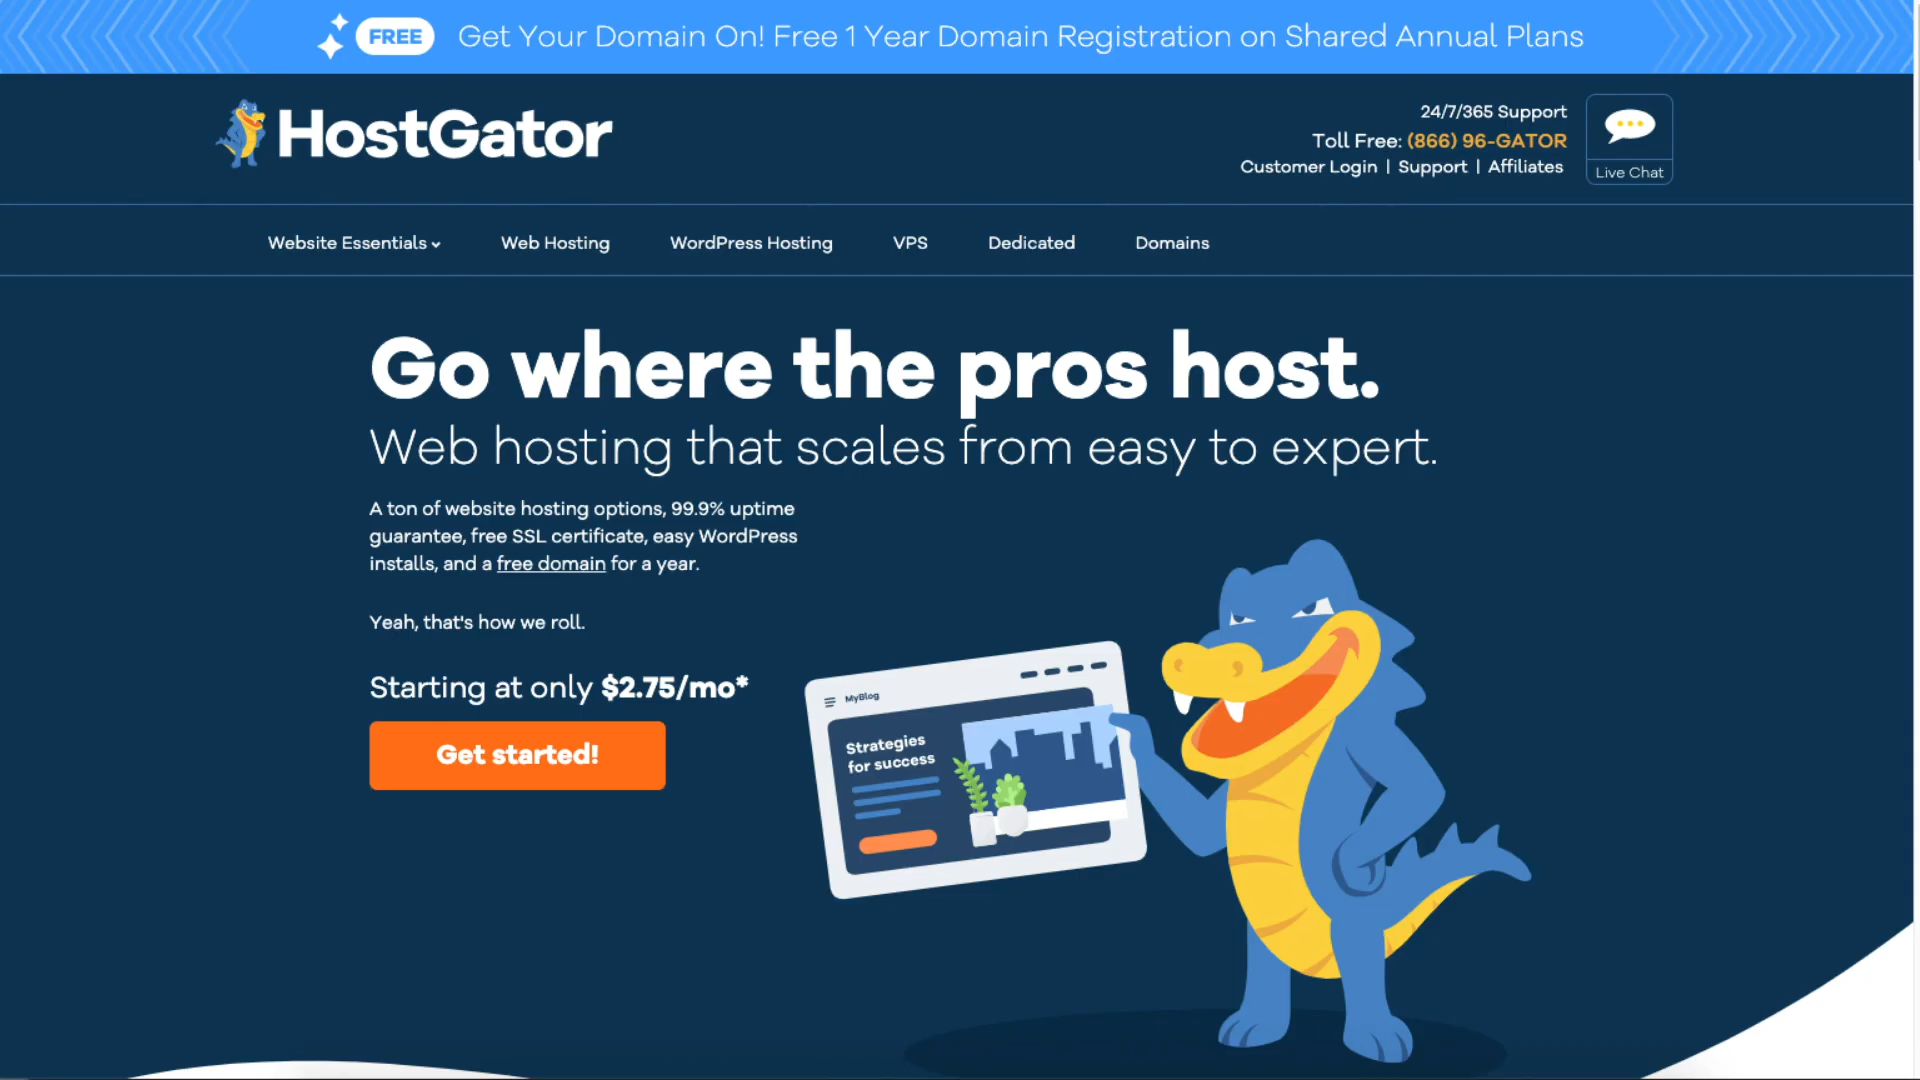 FREE Get Your Domain On! Free 1 Year Domain Registration on Shared Annual Plans
HostGator
24/7/365 Support
Toll Free: (866) 96-GATOR
Customer Login | Support | Affiliates
Live Chat
Website Essentials Web Hosting WordPress Hosting VPS Dedicated Domains
Go where the pros host.
Web hosting that scales from easy to expert.
A ton of website hosting options, 99.9% uptime
guarantee, free SSL certificate, easy WordPress
installs, and a free domain for a year.
Yeah, that's how we roll.
Starting at only $2.75/mo*
Get started!
MyBlog
Strategies
for success